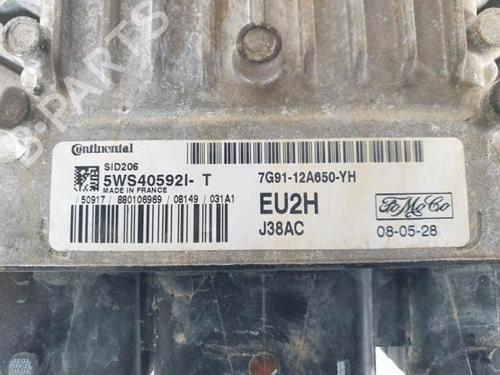 B-PARTS
Continental
SID206
5WS40592I- T
MADE IN FRANCE
/ 50917 / 880106969 / 08149 / 031A1
7G91-12A650-YH
EU2H
J38AC
FoMoCo
08-05-28